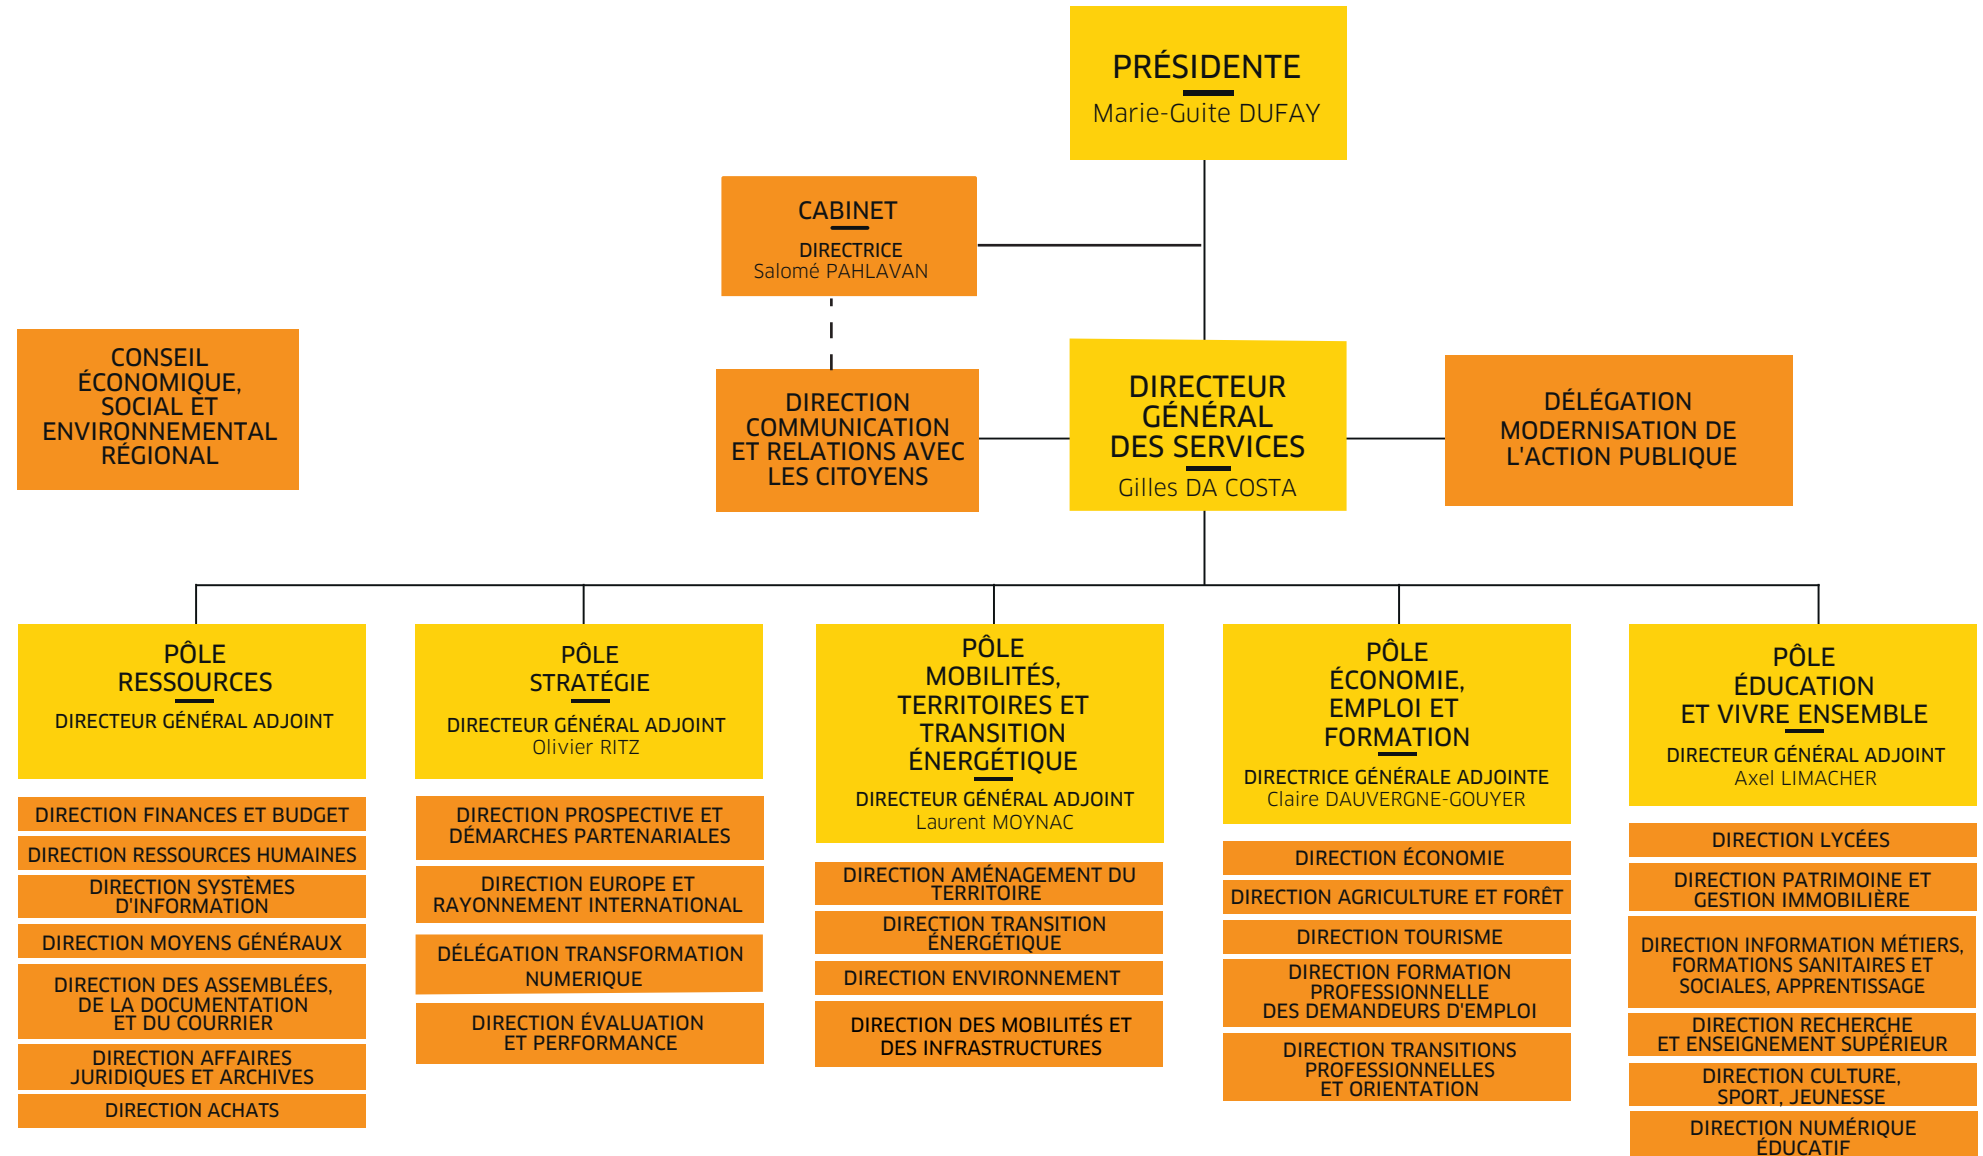 PRÉSIDENTE
Marie-Guite DUFAY
CABINET
DIRECTRICE
Salomé PAHLAVAN
CONSEIL
ÉCONOMIQUE,
SOCIAL ET
ENVIRONNEMENTAL
RÉGIONAL
DIRECTION
COMMUNICATION
ET RELATIONS AVEC
LES CITOYENS
DIRECTEUR
GÉNÉRAL
DES SERVICES
Gilles DA COSTA
DÉLÉGATION
MODERNISATION DE
L'ACTION PUBLIQUE
PÔLE
RESSOURCES
DIRECTEUR GÉNÉRAL ADJOINT
DIRECTION FINANCES ET BUDGET
DIRECTION RESSOURCES HUMAINES
DIRECTION SYSTÈMES
D'INFORMATION
DIRECTION MOYENS GÉNÉRAUX
DIRECTION DES ASSEMBLÉES,
DE LA DOCUMENTATION
ET DU COURRIER
DIRECTION AFFAIRES
JURIDIQUES ET ARCHIVES
DIRECTION ACHATS
PÔLE
STRATÉGIE
DIRECTEUR GÉNÉRAL ADJOINT
Olivier RITZ
DIRECTION PROSPECTIVE ET
DÉMARCHES PARTENARIALES
DIRECTION EUROPE ET
RAYONNEMENT INTERNATIONAL
DÉLÉGATION TRANSFORMATION
NUMERIQUE
DIRECTION ÉVALUATION
ET PERFORMANCE
PÔLE
MOBILITÉS,
TERRITOIRES ET
TRANSITION
ÉNERGÉTIQUE
DIRECTEUR GÉNÉRAL ADJOINT
Laurent MOYNAC
DIRECTION AMÉNAGEMENT DU
TERRITOIRE
DIRECTION TRANSITION
ÉNERGÉTIQUE
DIRECTION ENVIRONNEMENT
DIRECTION DES MOBILITÉS ET
DES INFRASTRUCTURES
PÔLE
ÉCONOMIE,
EMPLOI ET
FORMATION
DIRECTRICE GÉNÉRALE ADJOINTE
Claire DAUVERGNE-GOUYER
DIRECTION ÉCONOMIE
DIRECTION AGRICULTURE ET FORÊT
DIRECTION TOURISME
DIRECTION FORMATION
PROFESSIONNELLE
DES DEMANDEURS D'EMPLOI
DIRECTION TRANSITIONS
PROFESSIONNELLES
ET ORIENTATION
PÔLE
ÉDUCATION
ET VIVRE ENSEMBLE
DIRECTEUR GÉNÉRAL ADJOINT
Axel LIMACHER
DIRECTION LYCÉES
DIRECTION PATRIMOINE ET
GESTION IMMOBILIÈRE
DIRECTION INFORMATION MÉTIERS,
FORMATIONS SANITAIRES ET
SOCIALES, APPRENTISSAGE
DIRECTION RECHERCHE
ET ENSEIGNEMENT SUPÉRIEUR
DIRECTION CULTURE,
SPORT, JEUNESSE
DIRECTION NUMÉRIQUE
ÉDUCATIF